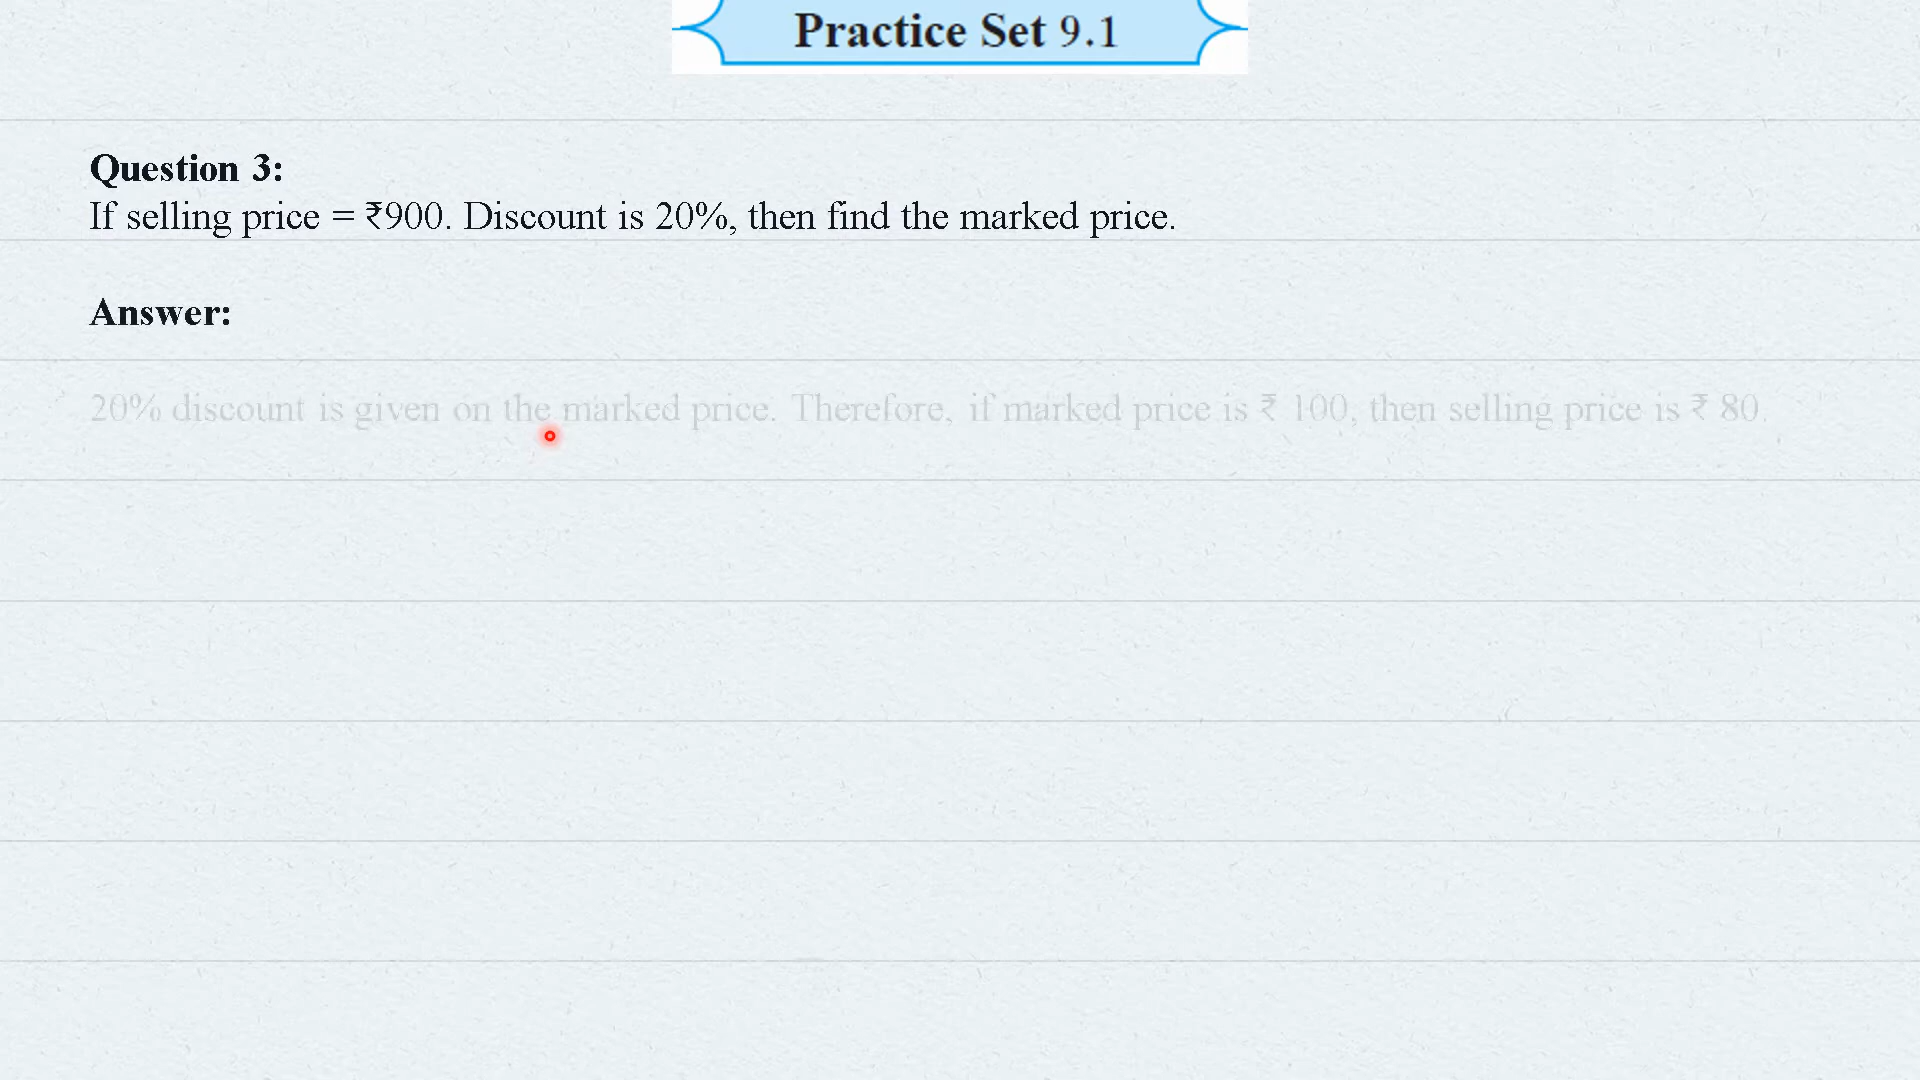 Practice Set 9.1
Question 3:
If selling price = ₹900. Discount is 20%, then find the marked price.
Answer:
20% discount is given on the marked price. Therefore, if marked price is ₹ 100, then selling price is ₹ 80.